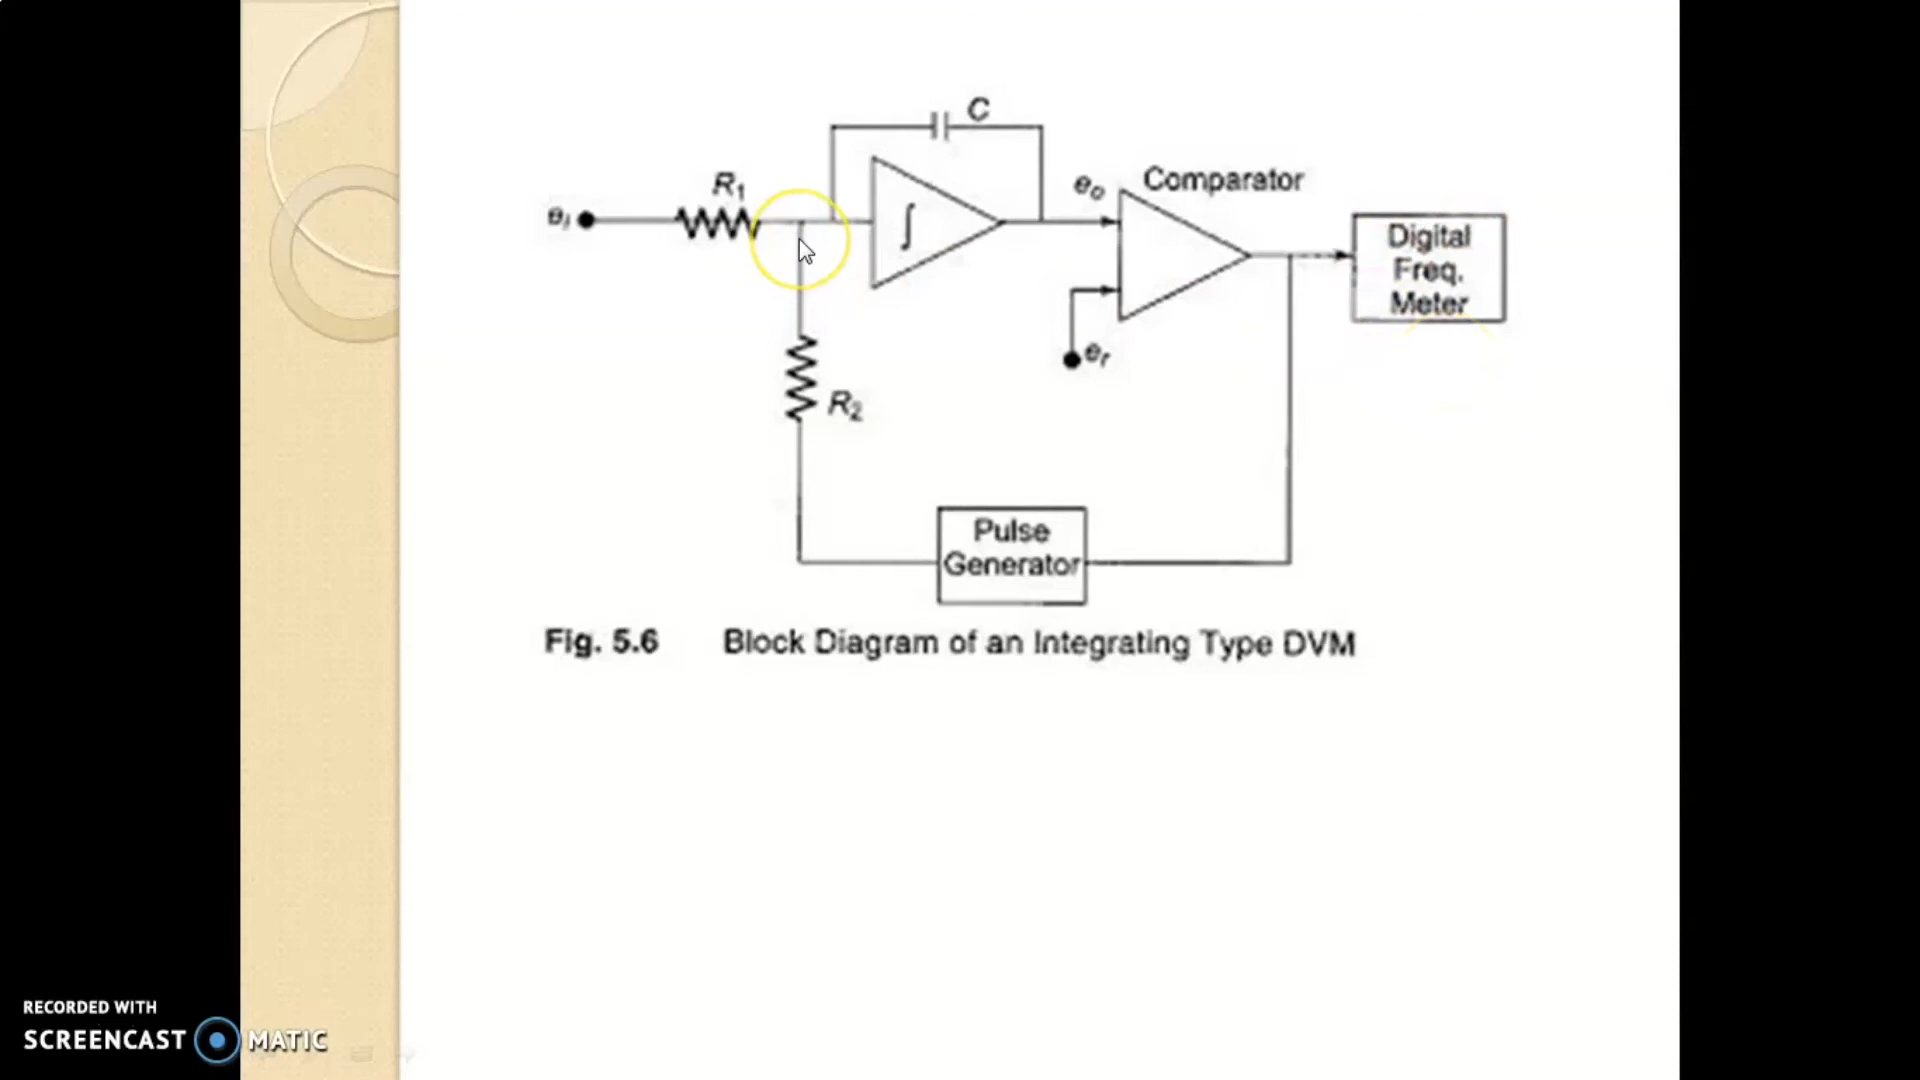 C
R₁
eᵢ
∫
eₒ
Comparator
Digital
Freq.
Meter
eᵣ
R₂
Pulse
Generator
Fig. 5.6 Block Diagram of an Integrating Type DVM
RECORDED WITH
SCREENCAST MATIC